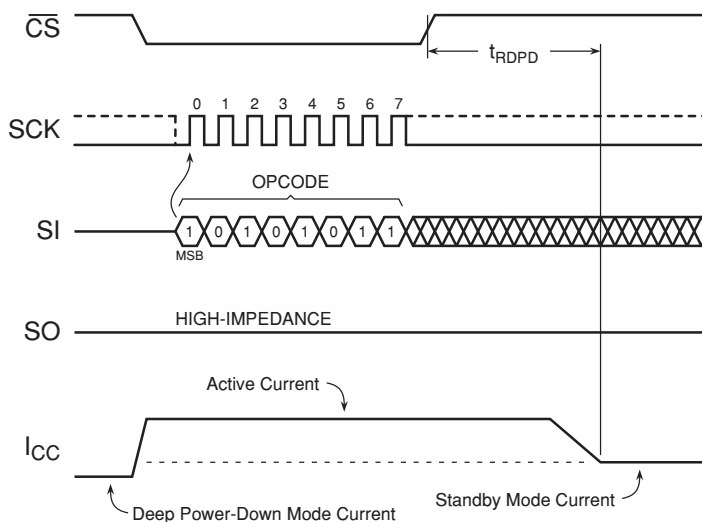 CS
tRDPD
0 1 2 3 4 5 6 7
SCK
OPCODE
SI
1 0 1 0 1 0 1 1
MSB
HIGH-IMPEDANCE
SO
Active Current
ICC
Standby Mode Current
Deep Power-Down Mode Current